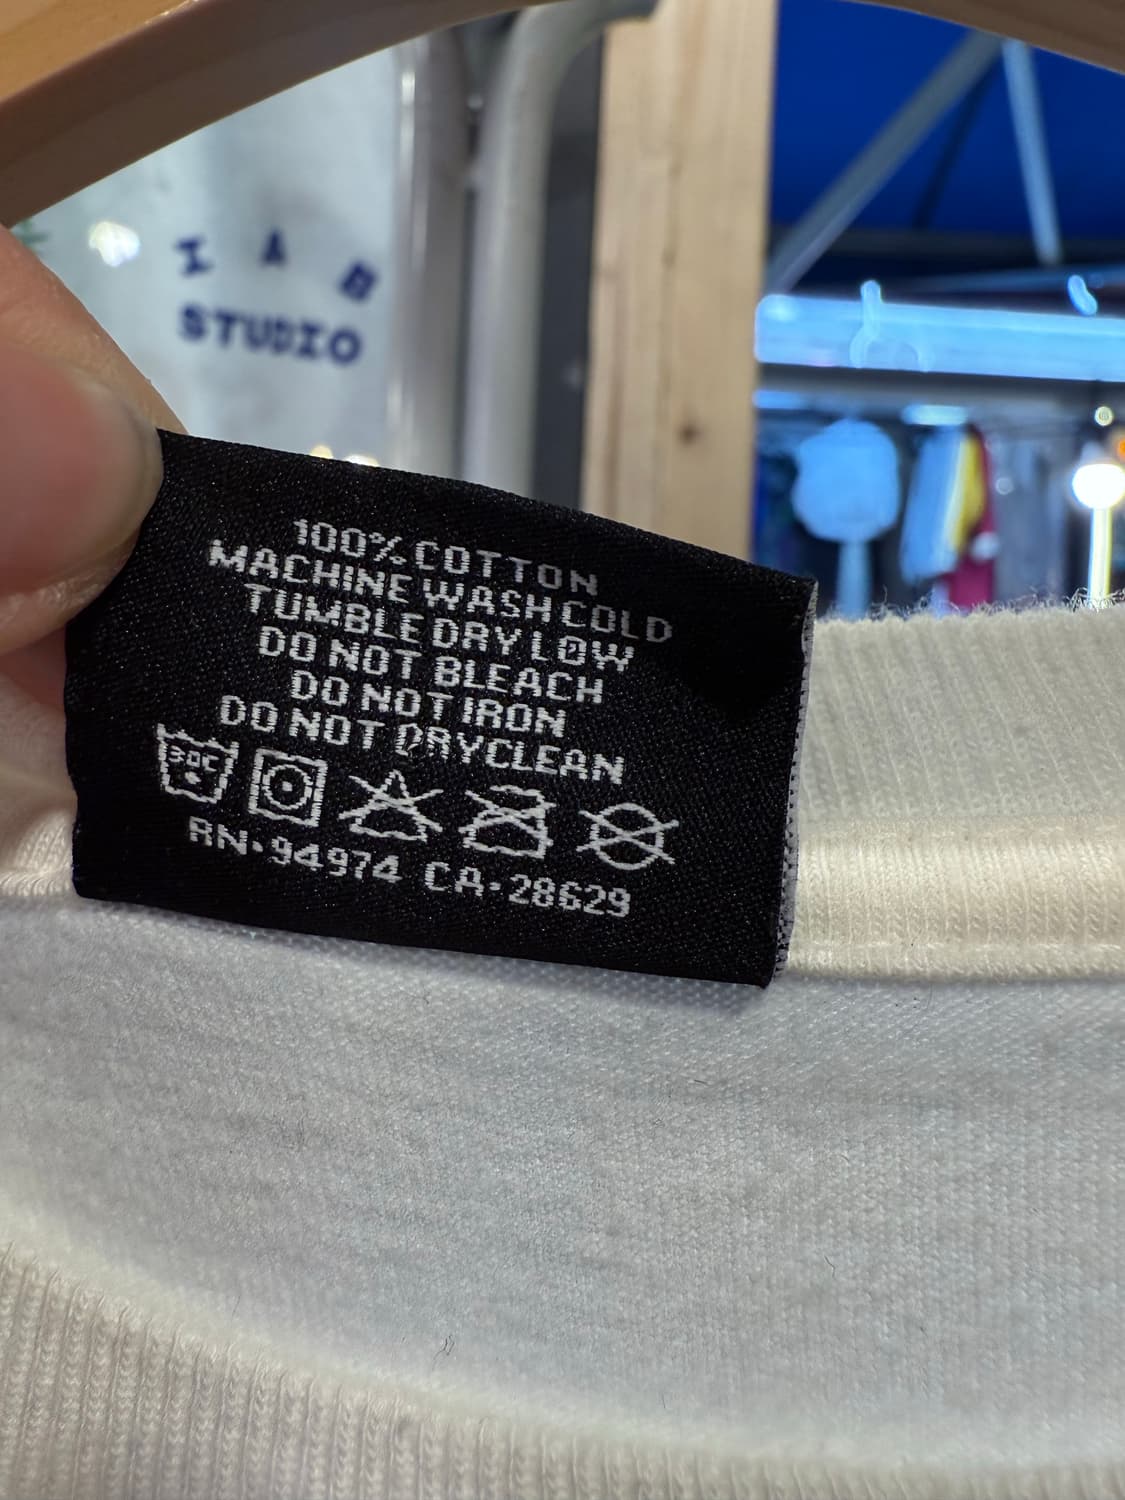 STUDIO
100% COTTON
MACHINE WASH COLD
TUMBLE DRY LOW
DO NOT BLEACH
DO NOT IRON
DO NOT DRYCLEAN
30C
RN·94974 CA·28629